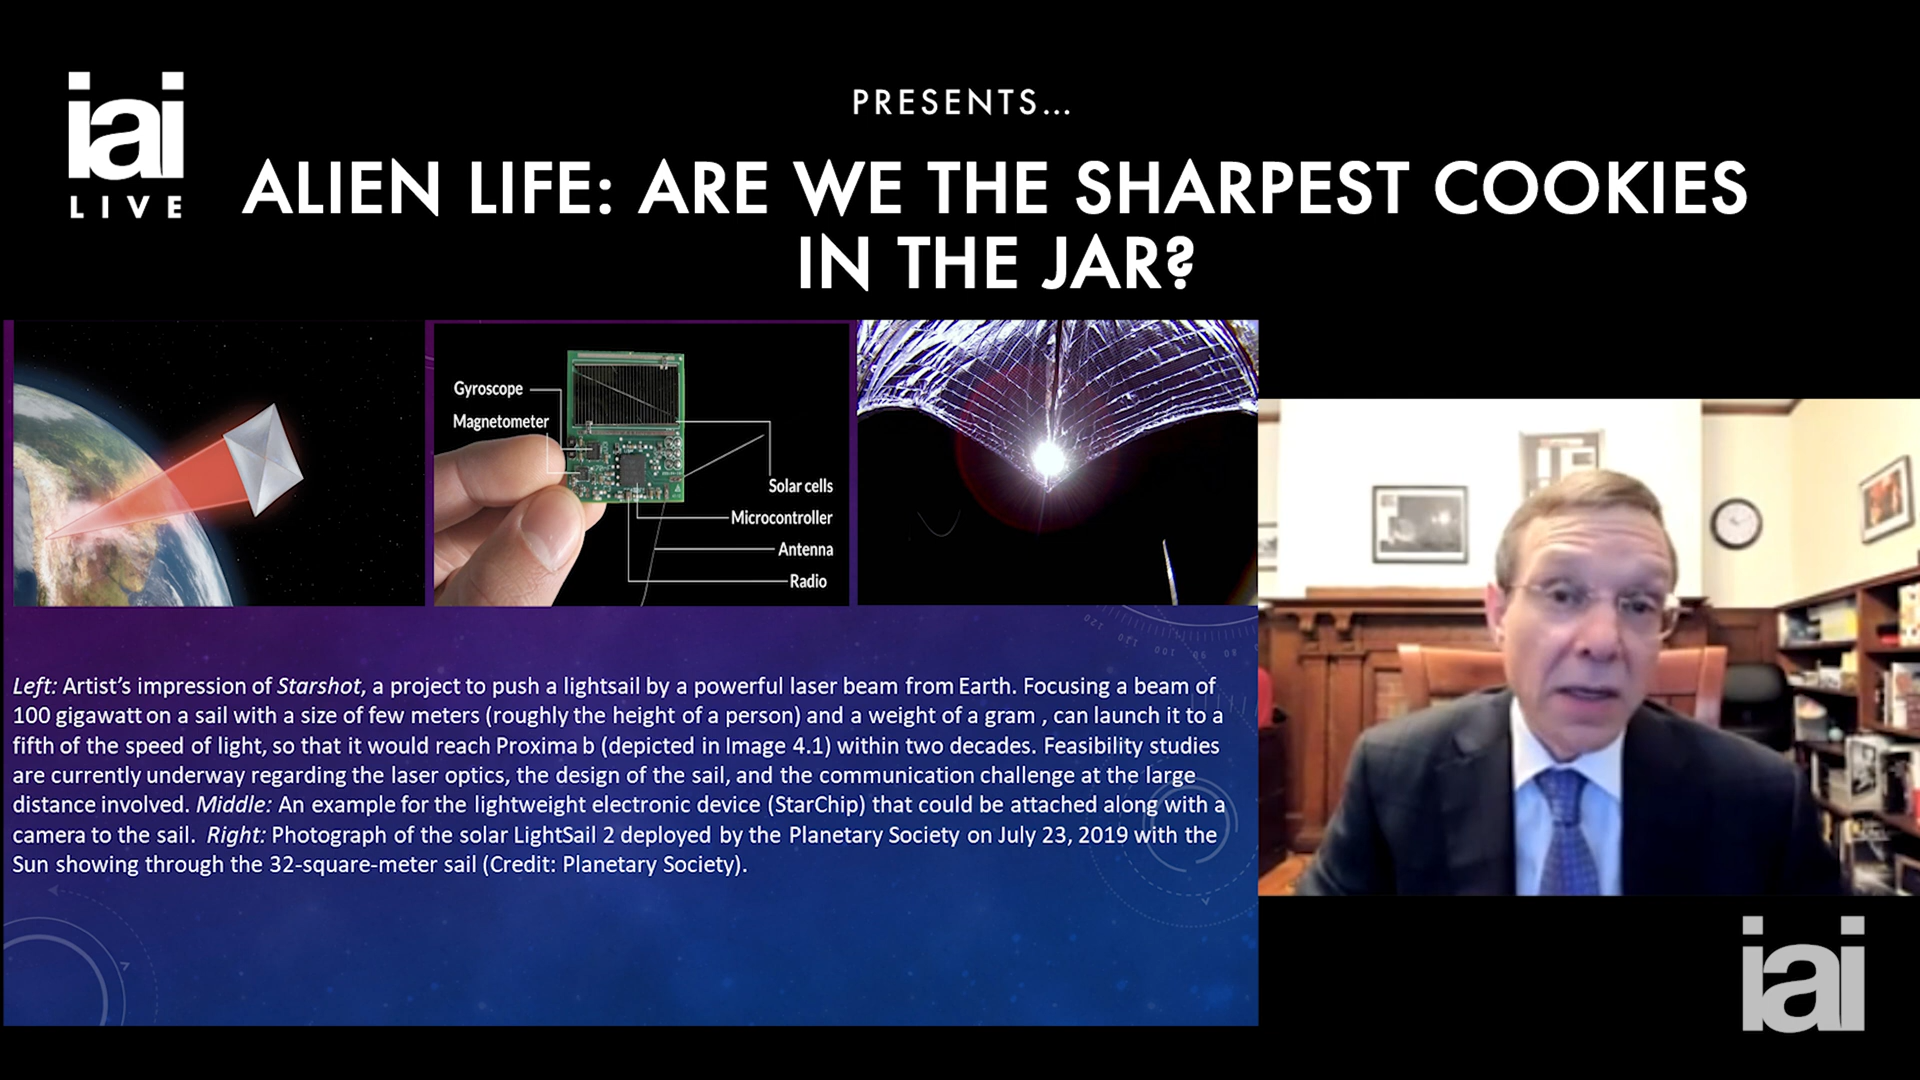 iai
LIVE
PRESENTS...
ALIEN LIFE: ARE WE THE SHARPEST COOKIES
IN THE JAR?
Gyroscope
Magnetometer
Solar cells
Microcontroller
Antenna
Radio
120
110
100
90
80
Left: Artist's impression of Starshot, a project to push a lightsail by a powerful laser beam from Earth. Focusing a beam of
100 gigawatt on a sail with a size of few meters (roughly the height of a person) and a weight of a gram , can launch it to a
fifth of the speed of light, so that it would reach Proxima b (depicted in Image 4.1) within two decades. Feasibility studies
are currently underway regarding the laser optics, the design of the sail, and the communication challenge at the large
distance involved. Middle: An example for the lightweight electronic device (StarChip) that could be attached along with a
camera to the sail. Right: Photograph of the solar LightSail 2 deployed by the Planetary Society on July 23, 2019 with the
Sun showing through the 32-square-meter sail (Credit: Planetary Society).
iai